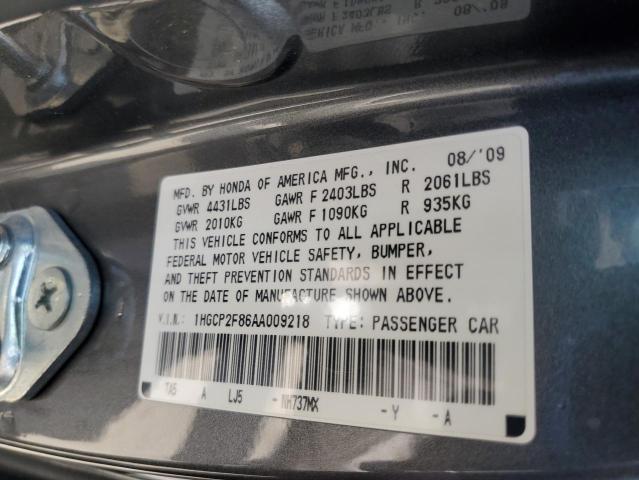 MFD. BY HONDA OF AMERICA MFG., INC. 08/'09
GVWR 4431LBS GAWR F 2403LBS R 2061LBS
GVWR 2010KG GAWR F 1090KG R 935KG
THIS VEHICLE CONFORMS TO ALL APPLICABLE
FEDERAL MOTOR VEHICLE SAFETY, BUMPER,
AND THEFT PREVENTION STANDARDS IN EFFECT
ON THE DATE OF MANUFACTURE SHOWN ABOVE.
V.I.N.: 1HGCP2F86AA009218 TYPE: PASSENGER CAR
TA5 A LJ5 - NH737MX -Y -A